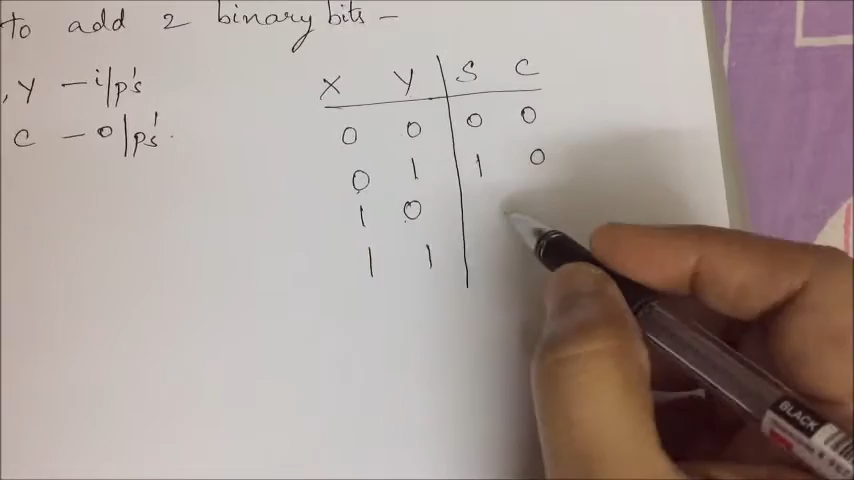 to add 2 binary bits -
, Y - i/p's
C - o/p's.
X Y S C
0 0 0 0
0 1 1 0
1 0
1 1
BLACK